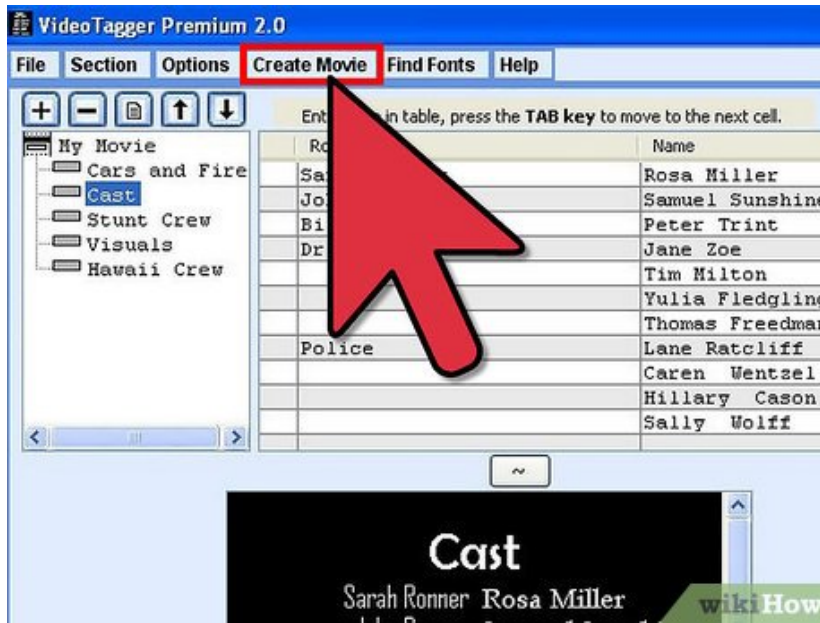 VideoTagger Premium 2.0
File Section Options Create Movie Find Fonts Help
in table, press the TAB key to move to the next cell.
My Movie
Name
Cars and Fire
Rosa Miller
Cast
Samuel Sunshine
Stunt Crew
Peter Trint
Visuals
Jane Zoe
Hawaii Crew
Tim Milton
Yulia Fledgling
Thomas Freedman
Police Lane Ratcliff
Caren Wentzel
Hillary Cason
Sally Wolff
~
Cast
Sarah Ronner Rosa Miller
wikiHow